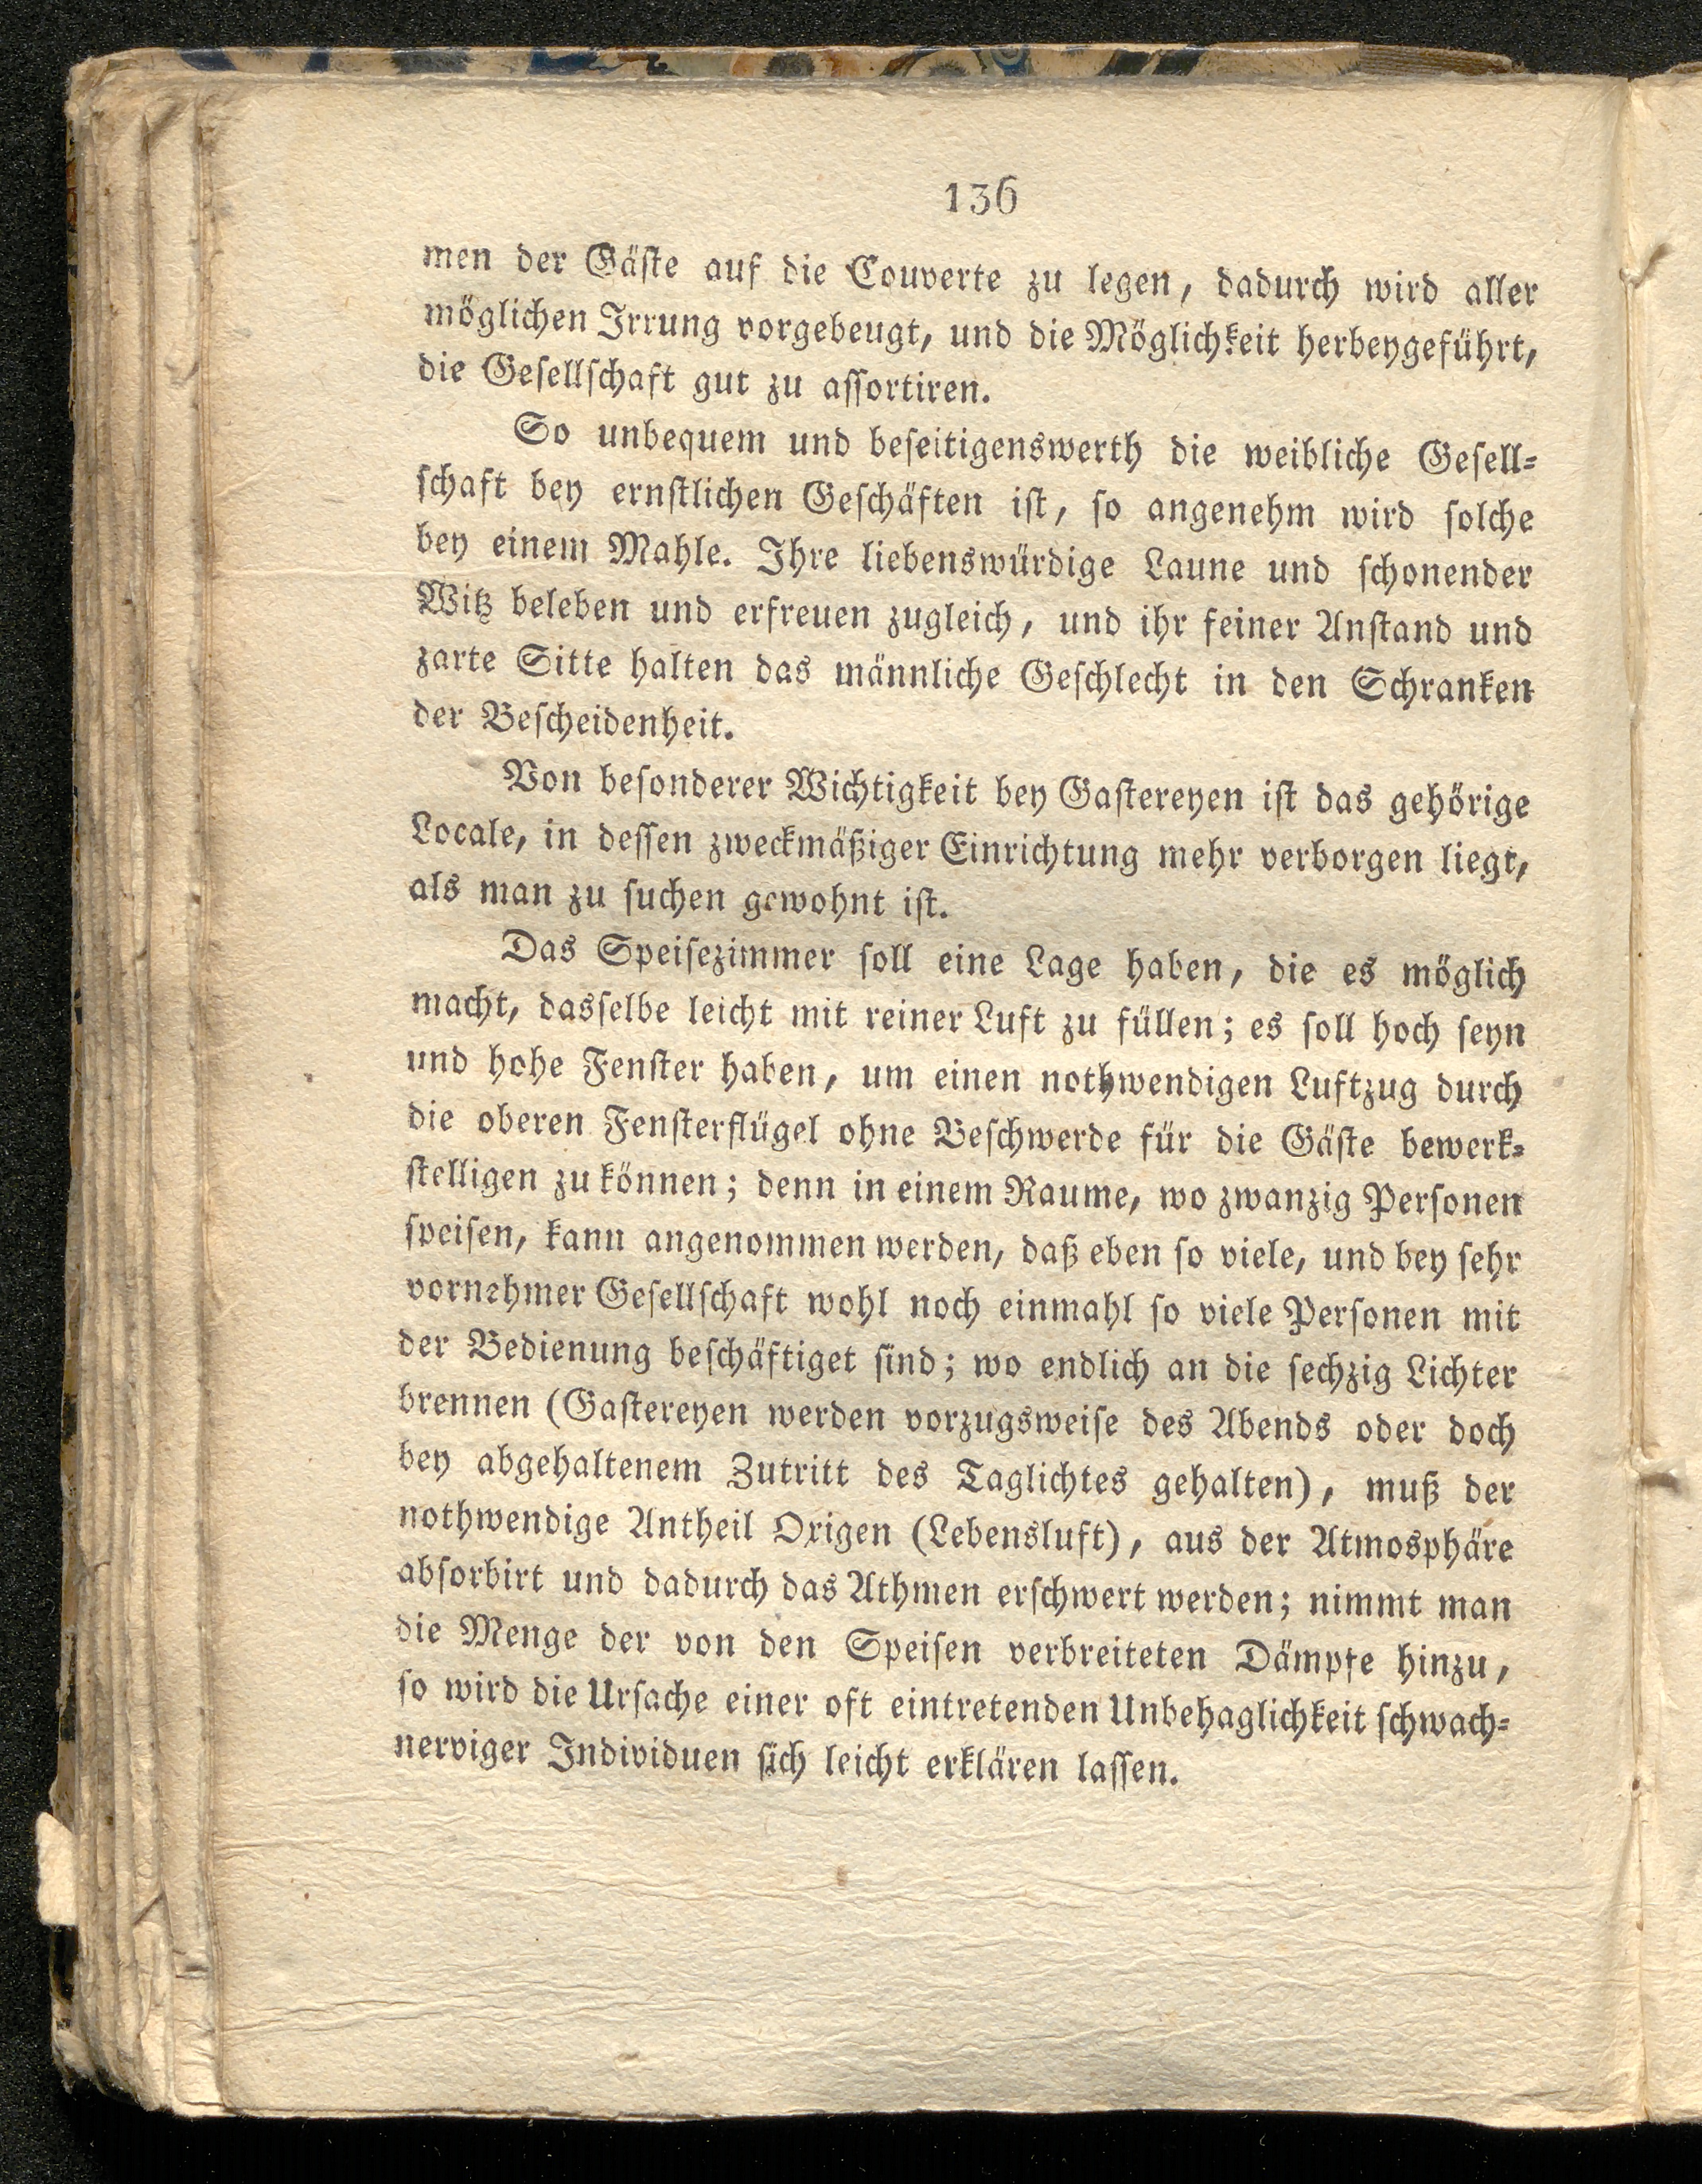 136
men der Gäſte auf die Couverte zu legen, dadurch wird aller
möglichen Irrung vorgebeugt, und die Möglichkeit herbeygeführt,
die Geſellſchaft gut zu aſſortiren.
So unbequem und beſeitigenswerth die weibliche Geſell-
ſchaft bey ernſtlichen Geſchäften iſt, ſo angenehm wird ſolche
bey einem Mahle. Ihre liebenswürdige Laune und ſchonender
Witz beleben und erfreuen zugleich, und ihr feiner Anſtand und
zarte Sitte halten das männliche Geſchlecht in den Schranken
der Beſcheidenheit.
Von beſonderer Wichtigkeit bey Gaſtereyen iſt das gehörige
Locale, in deſſen zweckmäßiger Einrichtung mehr verborgen liegt,
als man zu ſuchen gewohnt iſt.
Das Speiſezimmer ſoll eine Lage haben, die es möglich
macht, dasſelbe leicht mit reiner Luft zu füllen; es ſoll hoch ſeyn
und hohe Fenſter haben, um einen nothwendigen Luftzug durch
die oberen Fenſterflügel ohne Beſchwerde für die Gäſte bewerk-
ſtelligen zu können; denn in einem Raume, wo zwanzig Perſonen
ſpeiſen, kann angenommen werden, daß eben ſo viele, und bey ſehr
vornehmer Geſellſchaft wohl noch einmahl ſo viele Perſonen mit
der Bedienung beſchäftiget ſind; wo endlich an die ſechzig Lichter
brennen (Gaſtereyen werden vorzugsweiſe des Abends oder doch
bey abgehaltenem Zutritt des Taglichtes gehalten), muß der
nothwendige Antheil Oxigen (Lebensluft), aus der Atmosphäre
abſorbirt und dadurch das Athmen erſchwert werden; nimmt man
die Menge der von den Speiſen verbreiteten Dämpfe hinzu,
ſo wird die Urſache einer oft eintretenden Unbehaglichkeit ſchwach-
nerviger Individuen ſich leicht erklären laſſen.